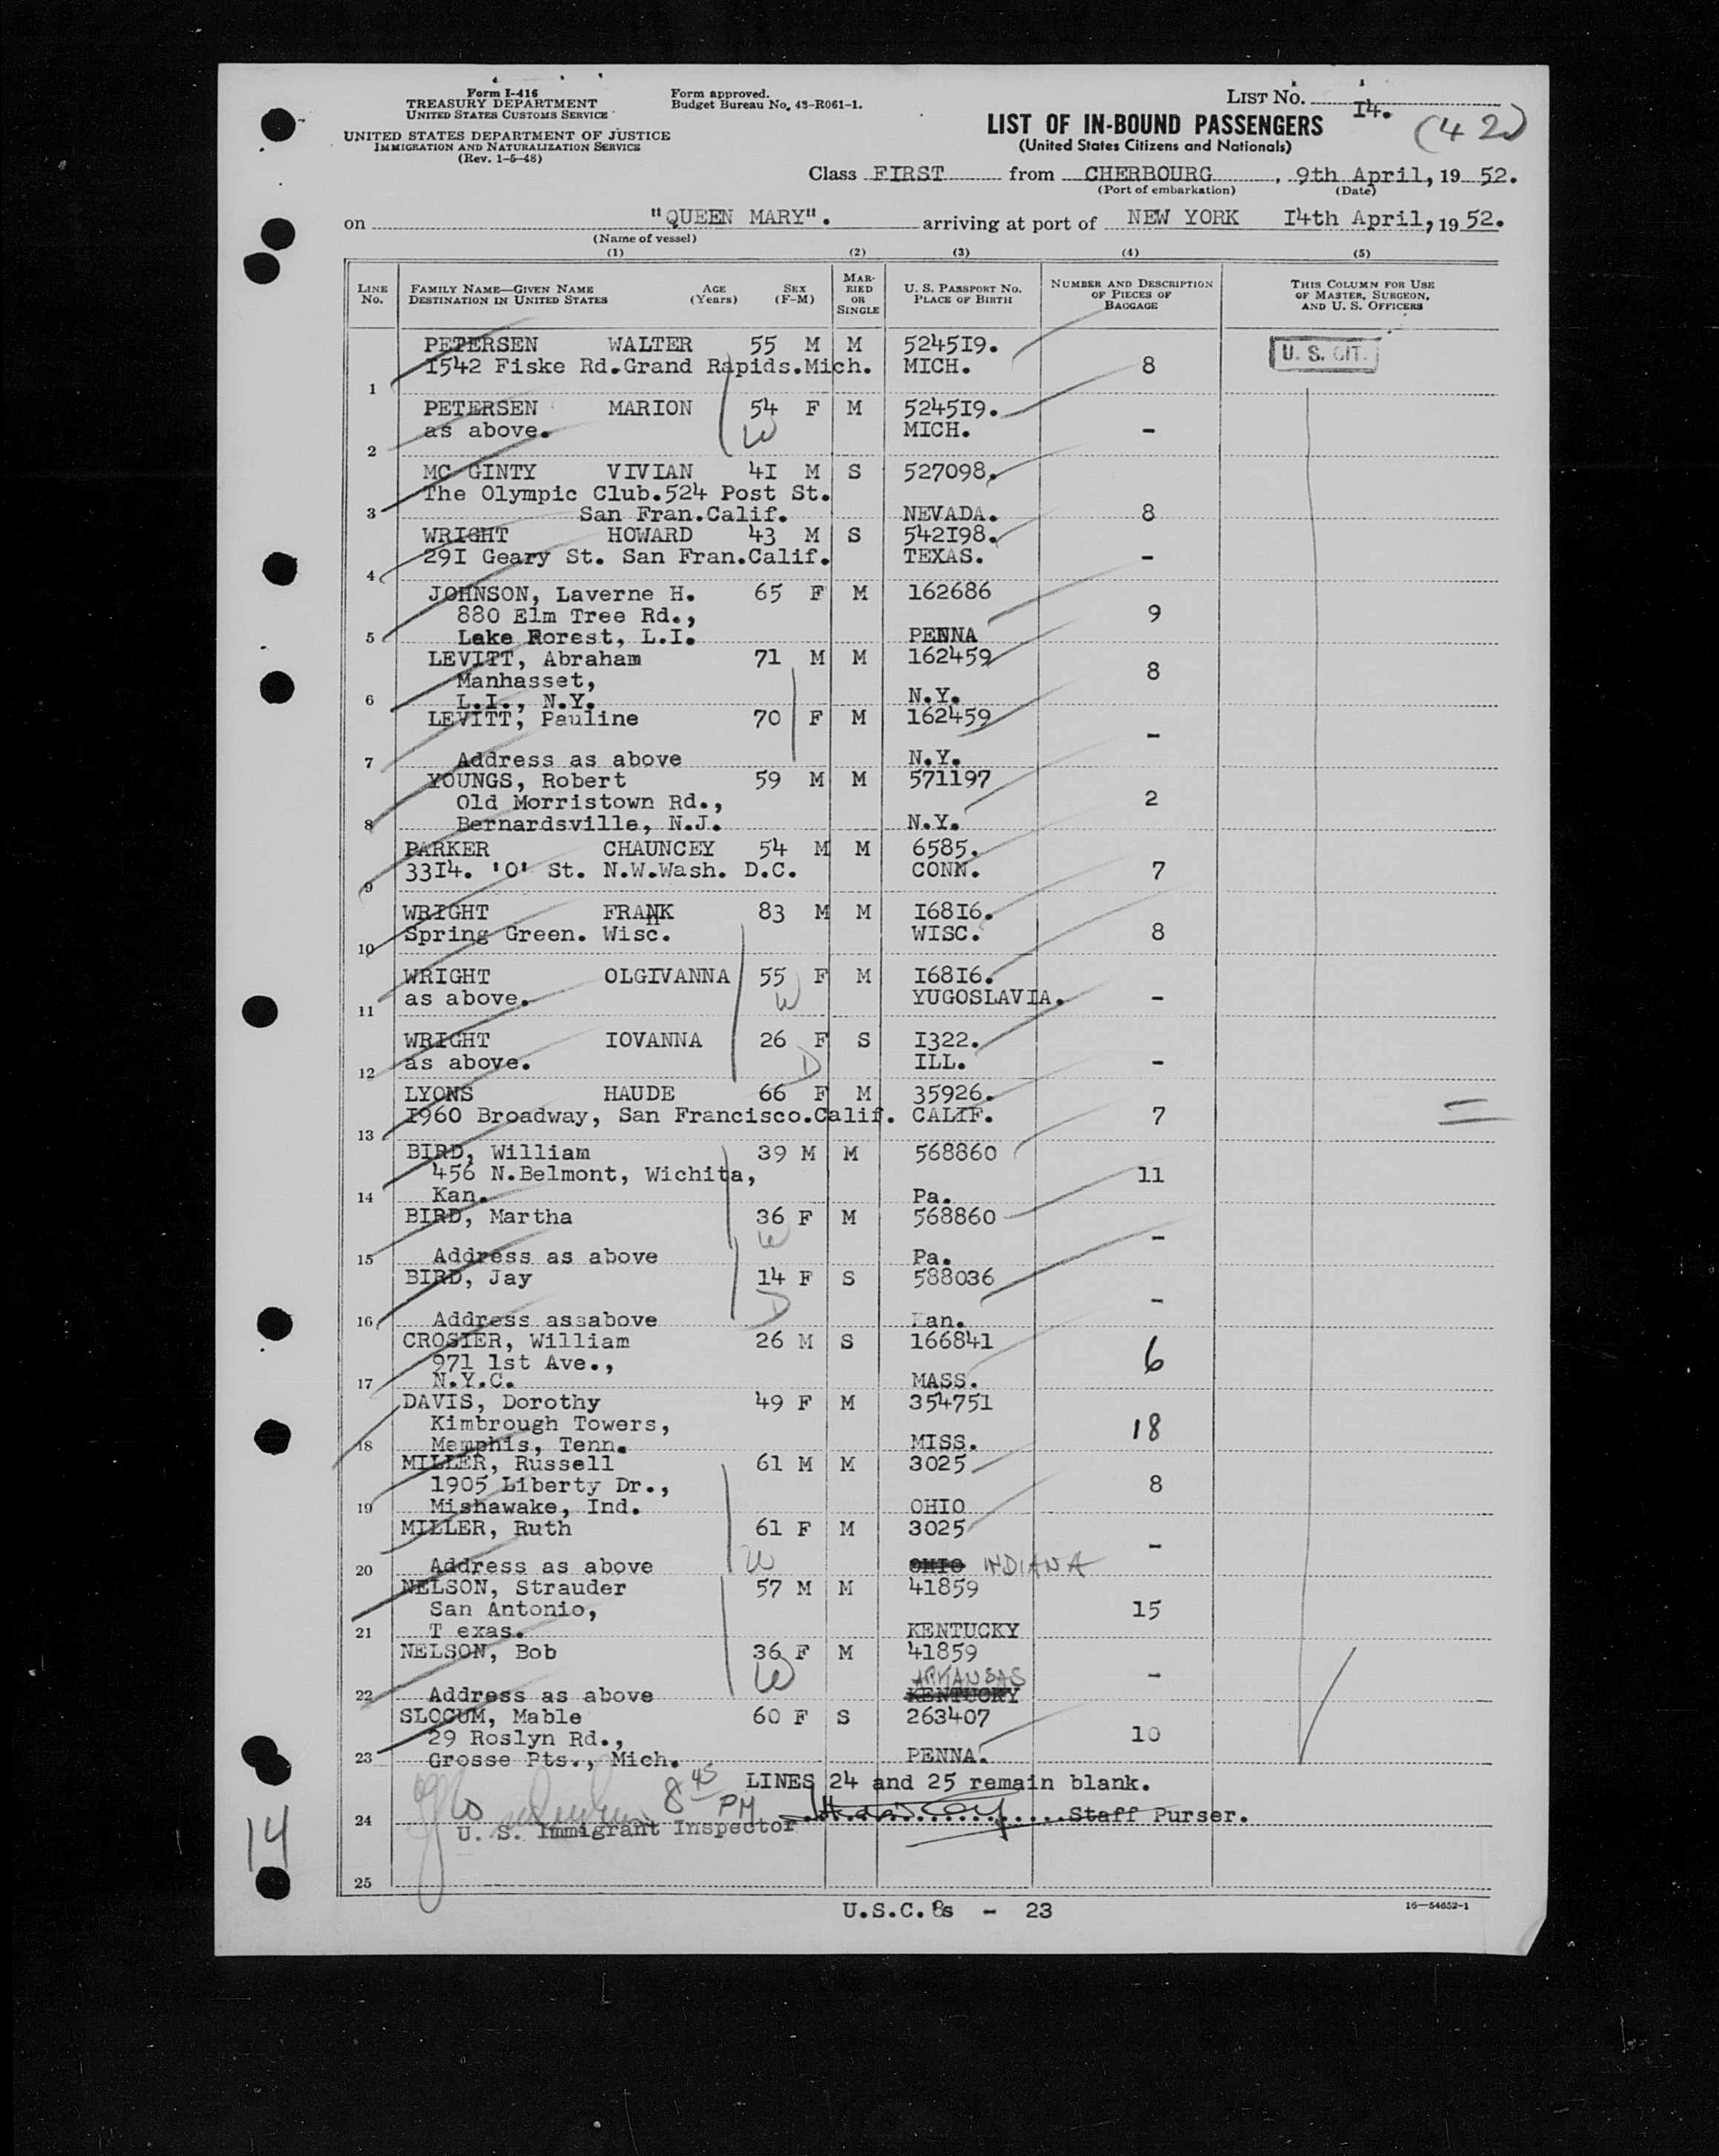 Form I-416
TREASURY DEPARTMENT
UNITED STATES CUSTOMS SERVICE
UNITED STATES DEPARTMENT OF JUSTICE
IMMIGRATION AND NATURALIZATION SERVICE
(Rev. 1-5-48)
Form approved.
Budget Bureau No. 43-R061-1.
LIST NO. I4.
(42)
LIST OF IN-BOUND PASSENGERS
(United States Citizens and Nationals)
Class FIRST from CHERBOURG, 9th April, 19 52.
(Port of embarkation) (Date)
on "QUEEN MARY". arriving at port of NEW YORK I4th April, 19 52.
(Name of vessel)
(1) (2) (3) (4) (5)
LINE NO. FAMILY NAME—GIVEN NAME DESTINATION IN UNITED STATES AGE (Years) SEX (F-M) MARRIED OR SINGLE U. S. PASSPORT NO. PLACE OF BIRTH NUMBER AND DESCRIPTION OF PIECES OF BAGGAGE THIS COLUMN FOR USE OF MASTER, SURGEON, AND U. S. OFFICERS
PETERSEN WALTER 55 M M 5245I9. U. S. CIT.
I542 Fiske Rd.Grand Rapids.Mich. MICH. 8
1
PETERSEN MARION 54 F M 5245I9.
as above. W MICH. -
2
MC GINTY VIVIAN 4I M S 527098.
The Olympic Club.524 Post St.
3 San Fran.Calif. NEVADA. 8
WRIGHT HOWARD 43 M S 542I98.
29I Geary St. San Fran.Calif. TEXAS. -
4
JOHNSON, Laverne H. 65 F M 162686
880 Elm Tree Rd., 9
5 Lake Forest, L.I. PENNA
LEVITT, Abraham 71 M M 162459
Manhasset, 8
6 L.I., N.Y. N.Y.
LEVITT, Pauline 70 F M 162459
-
7 Address as above N.Y.
YOUNGS, Robert 59 M M 571197
Old Morristown Rd., 2
8 Bernardsville, N.J. N.Y.
PARKER CHAUNCEY 54 M M 6585.
33I4. 'O' St. N.W.Wash. D.C. CONN. 7
9
WRIGHT FRANK 83 M M I68I6.
Spring Green. Wisc. WISC. 8
10
WRIGHT OLGIVANNA 55 F M I68I6.
as above. W YUGOSLAVIA. -
11
WRIGHT IOVANNA 26 F S I322.
as above. D ILL. -
12
LYONS HAUDE 66 F M 35926.
I960 Broadway, San Francisco.Calif. CALIF. 7
13
BIRD, William 39 M M 568860
456 N.Belmont, Wichita, 11
14 Kan. Pa.
BIRD, Martha 36 F M 568860
W -
15 Address as above Pa.
BIRD, Jay 14 F S 588036
D -
16 Address assabove Kan.
CROSIER, William 26 M S 166841
971 1st Ave., 6
17 N.Y.C. MASS.
DAVIS, Dorothy 49 F M 354751
Kimbrough Towers, 18
18 Memphis, Tenn. MISS.
MILLER, Russell 61 M M 3025
1905 Liberty Dr., 8
19 Mishawake, Ind. OHIO
MILLER, Ruth 61 F M 3025
W -
20 Address as above OHIO INDIANA
NELSON, Strauder 57 M M 41859
San Antonio, 15
21 T exas. KENTUCKY
NELSON, Bob 36 F M 41859
W ARKANSAS -
22 Address as above KENTUCKY
SLOCUM, Mable 60 F S 263407
29 Roslyn Rd., 10
23 Grosse Pts., Mich. PENNA.
LINES 24 and 25 remain blank.
8 45 PM
Staff Purser.
24 U. S. Immigrant Inspector
14
25
U.S.C.8s - 23
16—54652-1